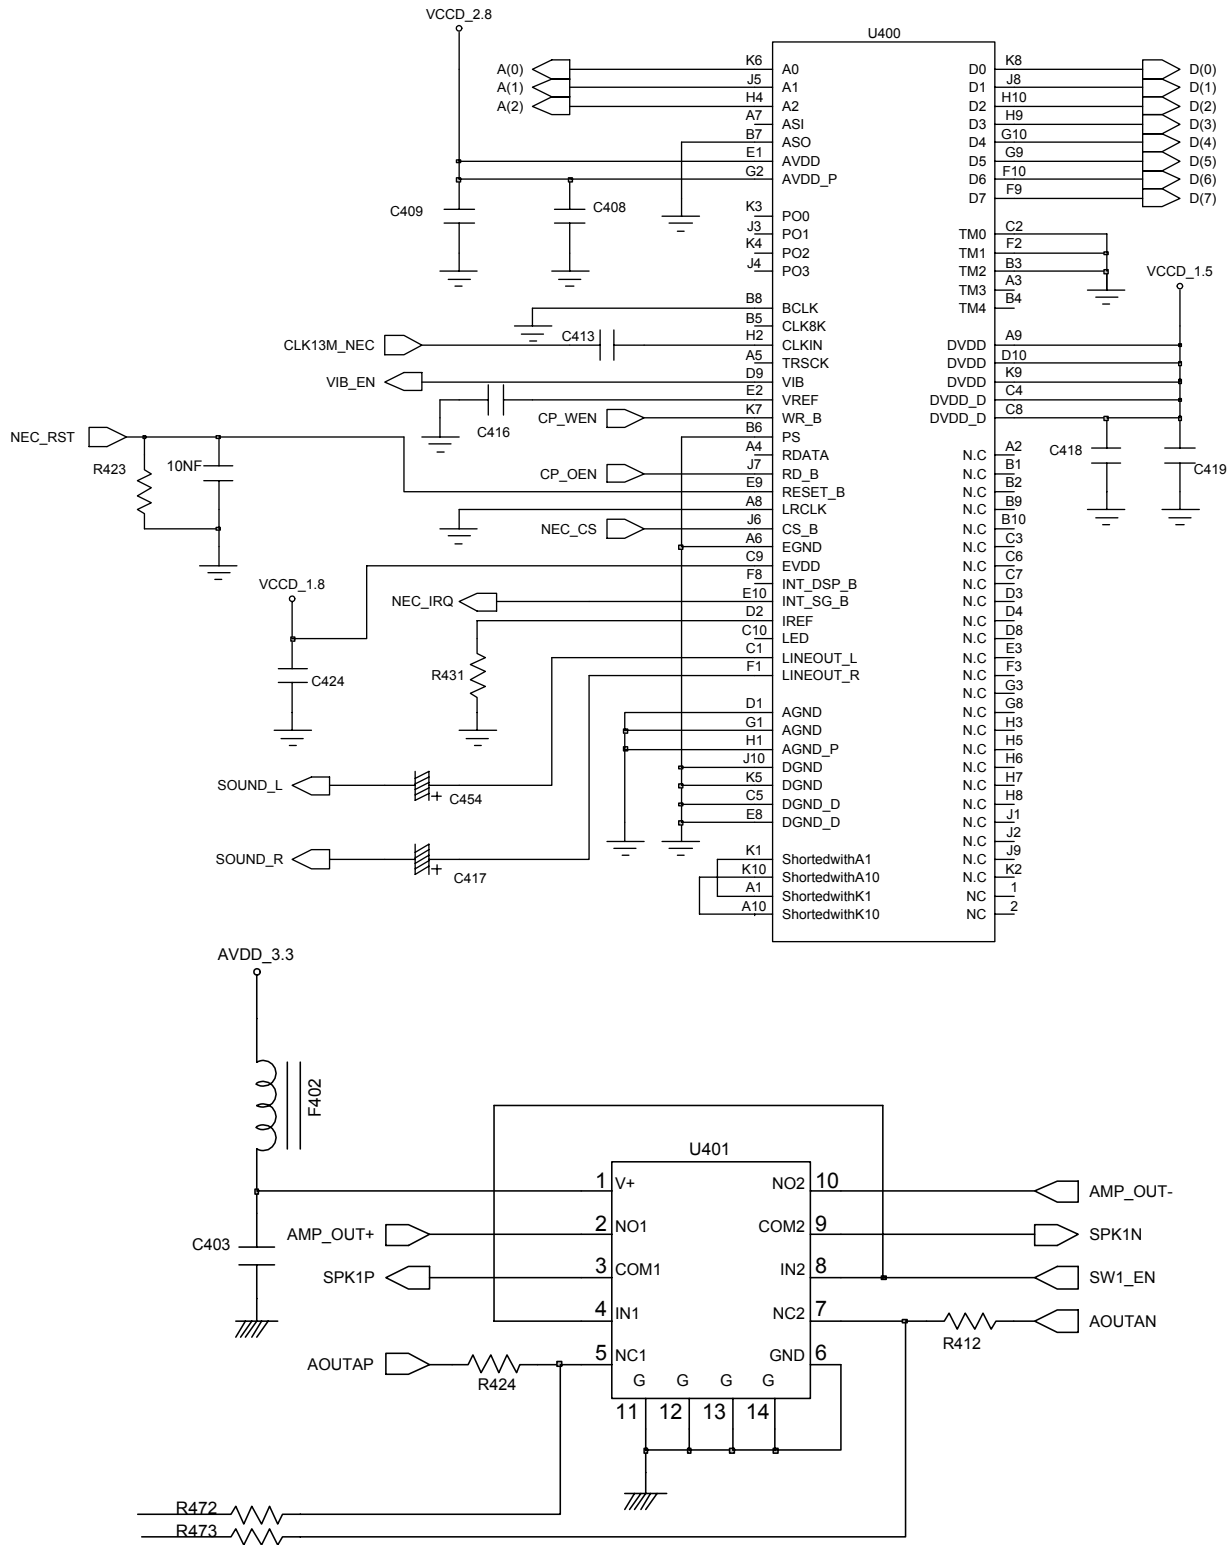 VCCD_2.8
U400
A(0) K6 A0 D0 K8 D(0)
A(1) J5 A1 D1 J8 D(1)
A(2) H4 A2 D2 H10 D(2)
A7 ASI D3 H9 D(3)
B7 ASO D4 G10 D(4)
E1 AVDD D5 G9 D(5)
G2 AVDD_P D6 F10 D(6)
D7 F9 D(7)
C409 C408
K3 PO0
J3 PO1 TM0 C2
K4 PO2 TM1 F2
J4 PO3 TM2 B3
TM3 A3
TM4 B4
VCCD_1.5
B8 BCLK
B5 CLK8K
CLK13M_NEC C413 H2 CLKIN DVDD A9
A5 TRSCK DVDD D10
VIB_EN D9 VIB DVDD K9
E2 VREF DVDD_D C4
C416 CP_WEN K7 WR_B DVDD_D C8
NEC_RST B6 PS
R423 10NF
A4 RDATA N.C A2
C418 C419
CP_OEN J7 RD_B N.C B1
E9 RESET_B N.C B2
A8 LRCLK N.C B9
NEC_CS J6 CS_B N.C B10
A6 EGND N.C C3
C9 EVDD N.C C6
VCCD_1.8
F8 INT_DSP_B N.C C7
NEC_IRQ E10 INT_SG_B N.C D3
D2 IREF N.C D4
C10 LED N.C D8
C1 LINEOUT_L N.C E3
F1 LINEOUT_R N.C F3
C424 R431
N.C G3
D1 AGND N.C G8
G1 AGND N.C H3
H1 AGND_P N.C H5
J10 DGND N.C H6
K5 DGND N.C H7
C5 DGND_D N.C H8
E8 DGND_D N.C J1
N.C J2
SOUND_L + C454
K1 ShortedwithA1 N.C J9
K10 ShortedwithA10 N.C K2
A1 ShortedwithK1 NC 1
A10 ShortedwithK10 NC 2
SOUND_R + C417
AVDD_3.3
F402
U401
1 V+ NO2 10 AMP_OUT-
AMP_OUT+ 2 NO1 COM2 9 SPK1N
C403
SPK1P 3 COM1 IN2 8 SW1_EN
4 IN1 NC2 7 AOUTAN
R412
AOUTAP 5 NC1 GND 6
R424
G G G G
11 12 13 14
R472
R473